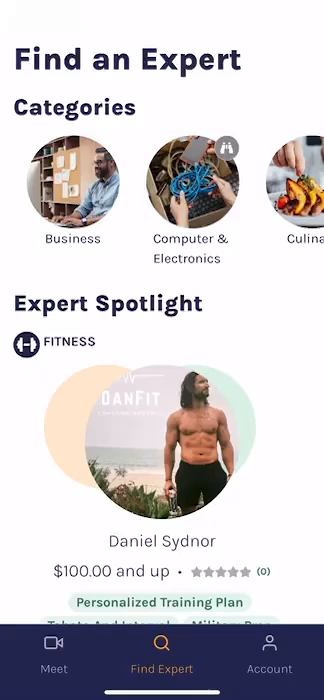 Find an Expert
Categories
Business
Computer &
Electronics
Culina
Expert Spotlight
FITNESS
DANFIT
Daniel Sydnor
$100.00 and up • (0)
Personalized Training Plan
Meet
Find Expert
Account